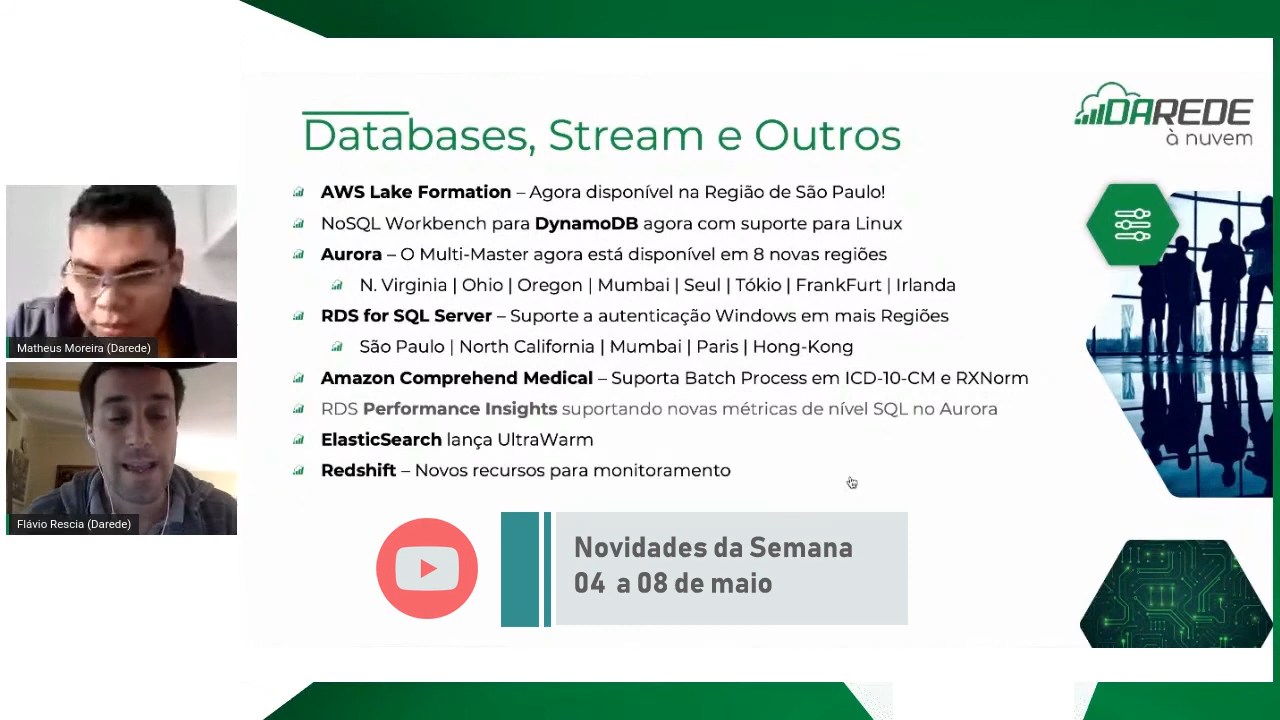 DAREDE
à nuvem
Databases, Stream e Outros
AWS Lake Formation – Agora disponível na Região de São Paulo!
NoSQL Workbench para DynamoDB agora com suporte para Linux
Aurora – O Multi-Master agora está disponível em 8 novas regiões
N. Virginia | Ohio | Oregon | Mumbai | Seul | Tókio | FrankFurt | Irlanda
RDS for SQL Server – Suporte a autenticação Windows em mais Regiões
São Paulo | North California | Mumbai | Paris | Hong-Kong
Amazon Comprehend Medical – Suporta Batch Process em ICD-10-CM e RXNorm
RDS Performance Insights suportando novas métricas de nível SQL no Aurora
ElasticSearch lança UltraWarm
Redshift – Novos recursos para monitoramento
Matheus Moreira (Darede)
Flávio Rescia (Darede)
Novidades da Semana
04 a 08 de maio